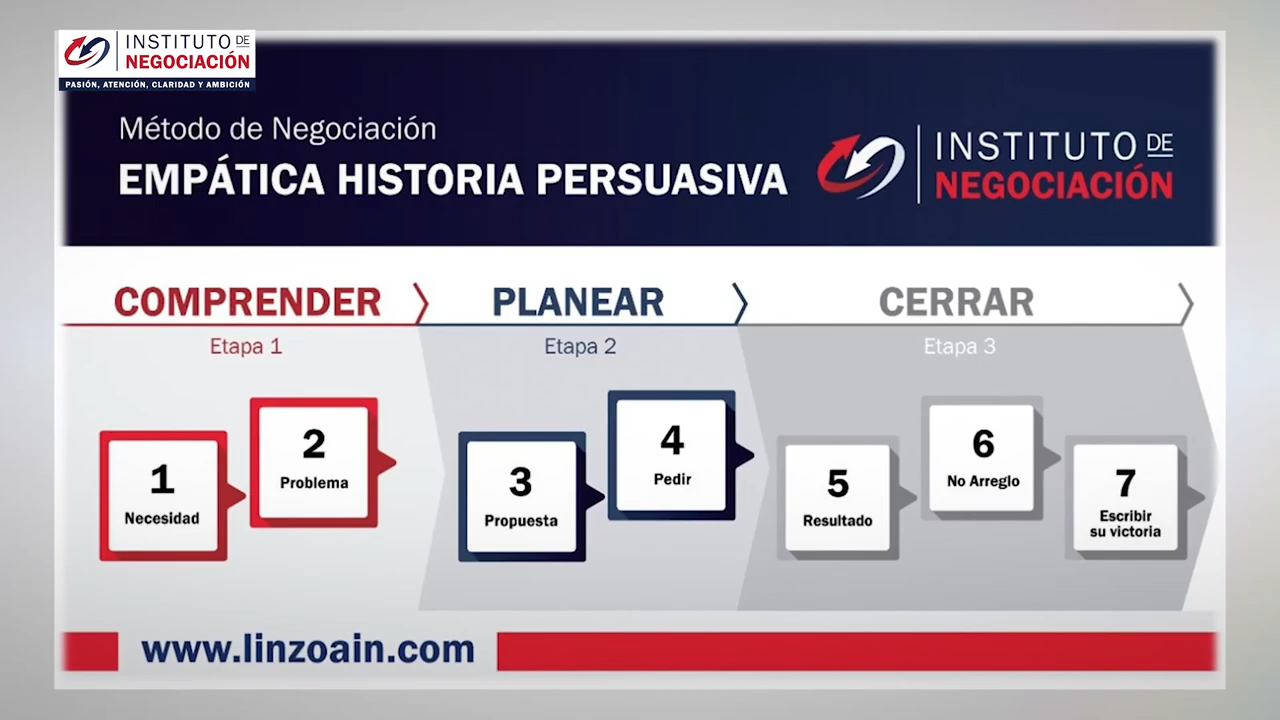 INSTITUTO DE
NEGOCIACIÓN
PASIÓN, ATENCIÓN, CLARIDAD Y AMBICIÓN
Método de Negociación
EMPÁTICA HISTORIA PERSUASIVA
INSTITUTO DE
NEGOCIACIÓN
COMPRENDER
Etapa 1
PLANEAR
Etapa 2
CERRAR
Etapa 3
1
Necesidad
2
Problema
3
Propuesta
4
Pedir
5
Resultado
6
No Arreglo
7
Escribir
su victoria
www.linzoain.com